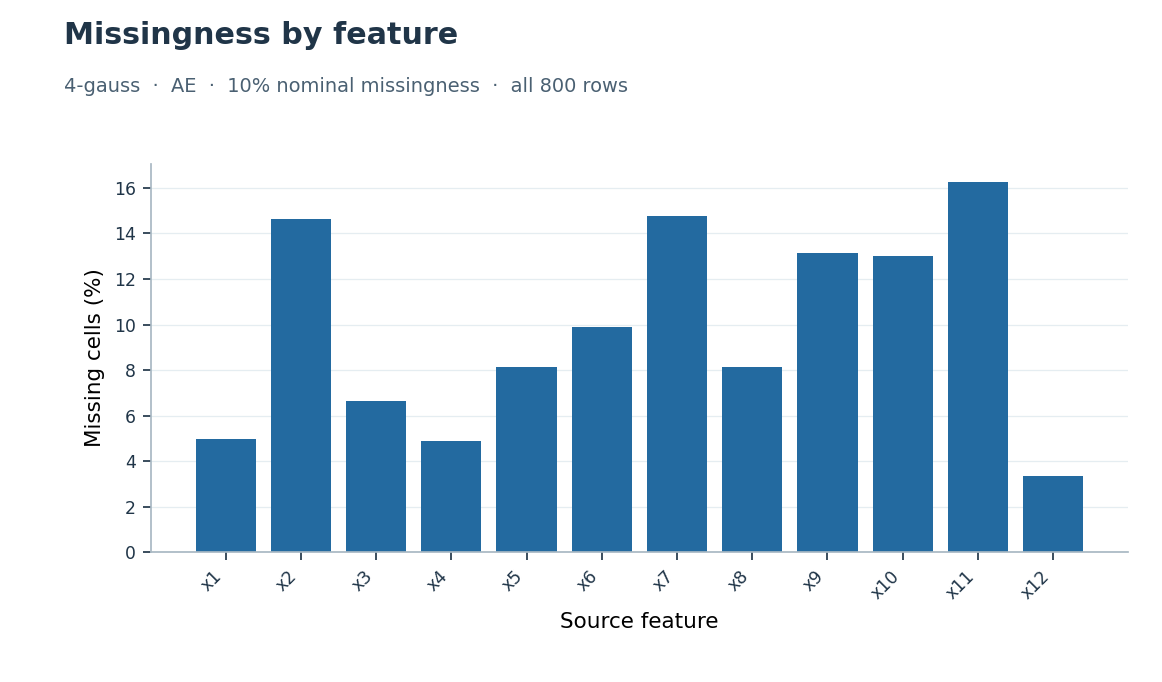 Missingness by feature
4-gauss · AE · 10% nominal missingness · all 800 rows
Missing cells (%)
16
14
12
10
8
6
4
2
0
x1 x2 x3 x4 x5 x6 x7 x8 x9 x10 x11 x12
Source feature